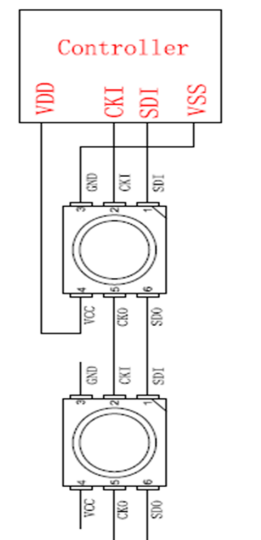 Controller
VDD CKI SDI VSS
GND CKI SDI
3 2 1
4 5 6
VCC CKO SDO
GND CKI SDI
3 2 1
4 5 6
VCC CKO SDO